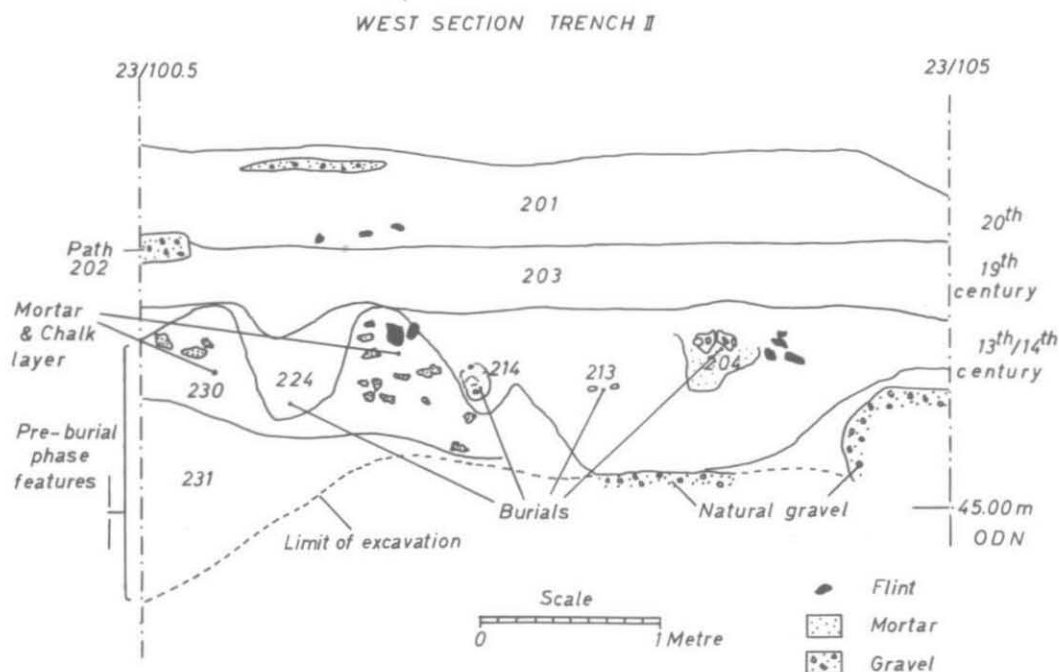 WEST SECTION TRENCH II
23/100.5
23/105
201
20th
Path
202
203
19th
century
Mortar
& Chalk
layer
13th/14th
century
230
224
214
213
204
Pre-burial
phase
features
231
Burials
Natural gravel
45.00 m
ODN
Limit of excavation
Scale
0
1 Metre
Flint
Mortar
Gravel